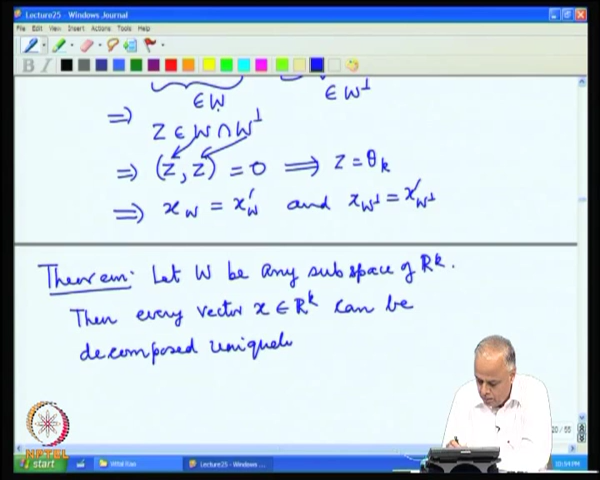 Lecture25 - Windows Journal
File Edit View Insert Actions Tools Help
∈ W ∈ W⊥
⇒
Z ∈ W ∩ W⊥
⇒ (Z, Z) = 0 ⇒ Z = θk
⇒ xW = x'W and xW⊥ = x'W⊥
Theorem: Let W be any subspace of Rk.
Then every vector x ∈ Rk can be
decomposed uniquely
NPTEL
start Lecture25 - Windows ...